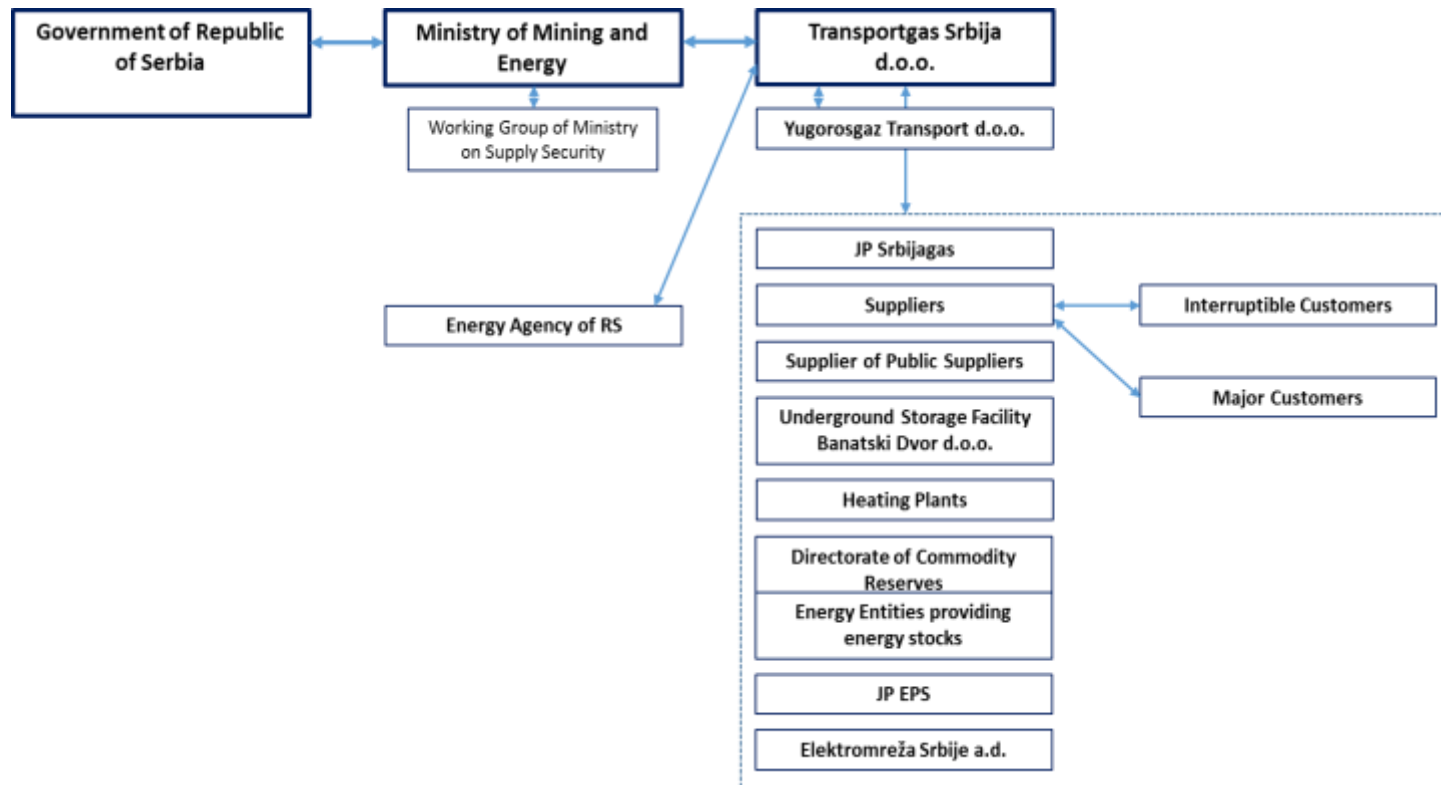 Government of Republic
of Serbia
Ministry of Mining and
Energy
Transportgas Srbija
d.o.o.
Working Group of Ministry
on Supply Security
Yugorosgaz Transport d.o.o.
JP Srbijagas
Suppliers
Interruptible Customers
Energy Agency of RS
Supplier of Public Suppliers
Major Customers
Underground Storage Facility
Banatski Dvor d.o.o.
Heating Plants
Directorate of Commodity
Reserves
Energy Entities providing
energy stocks
JP EPS
Elektromreža Srbije a.d.